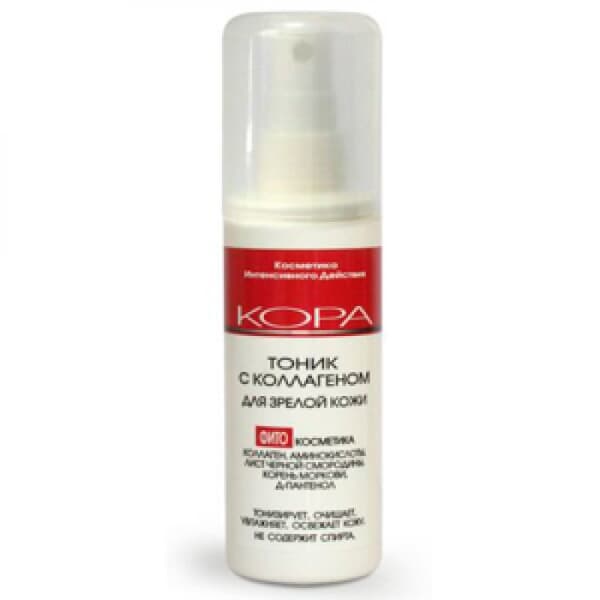 Косметика
Интенсивного Действия
КОРА
ТОНИК
С КОЛЛАГЕНОМ
ДЛЯ ЗРЕЛОЙ КОЖИ
ФИТО КОСМЕТИКА
КОЛЛАГЕН, АМИНОКИСЛОТЫ,
ЛИСТ ЧЕРНОЙ СМОРОДИНЫ,
КОРЕНЬ МОРКОВИ,
Д-ПАНТЕНОЛ
ТОНИЗИРУЕТ, ОЧИЩАЕТ,
УВЛАЖНЯЕТ, ОСВЕЖАЕТ КОЖУ.
НЕ СОДЕРЖИТ СПИРТА.